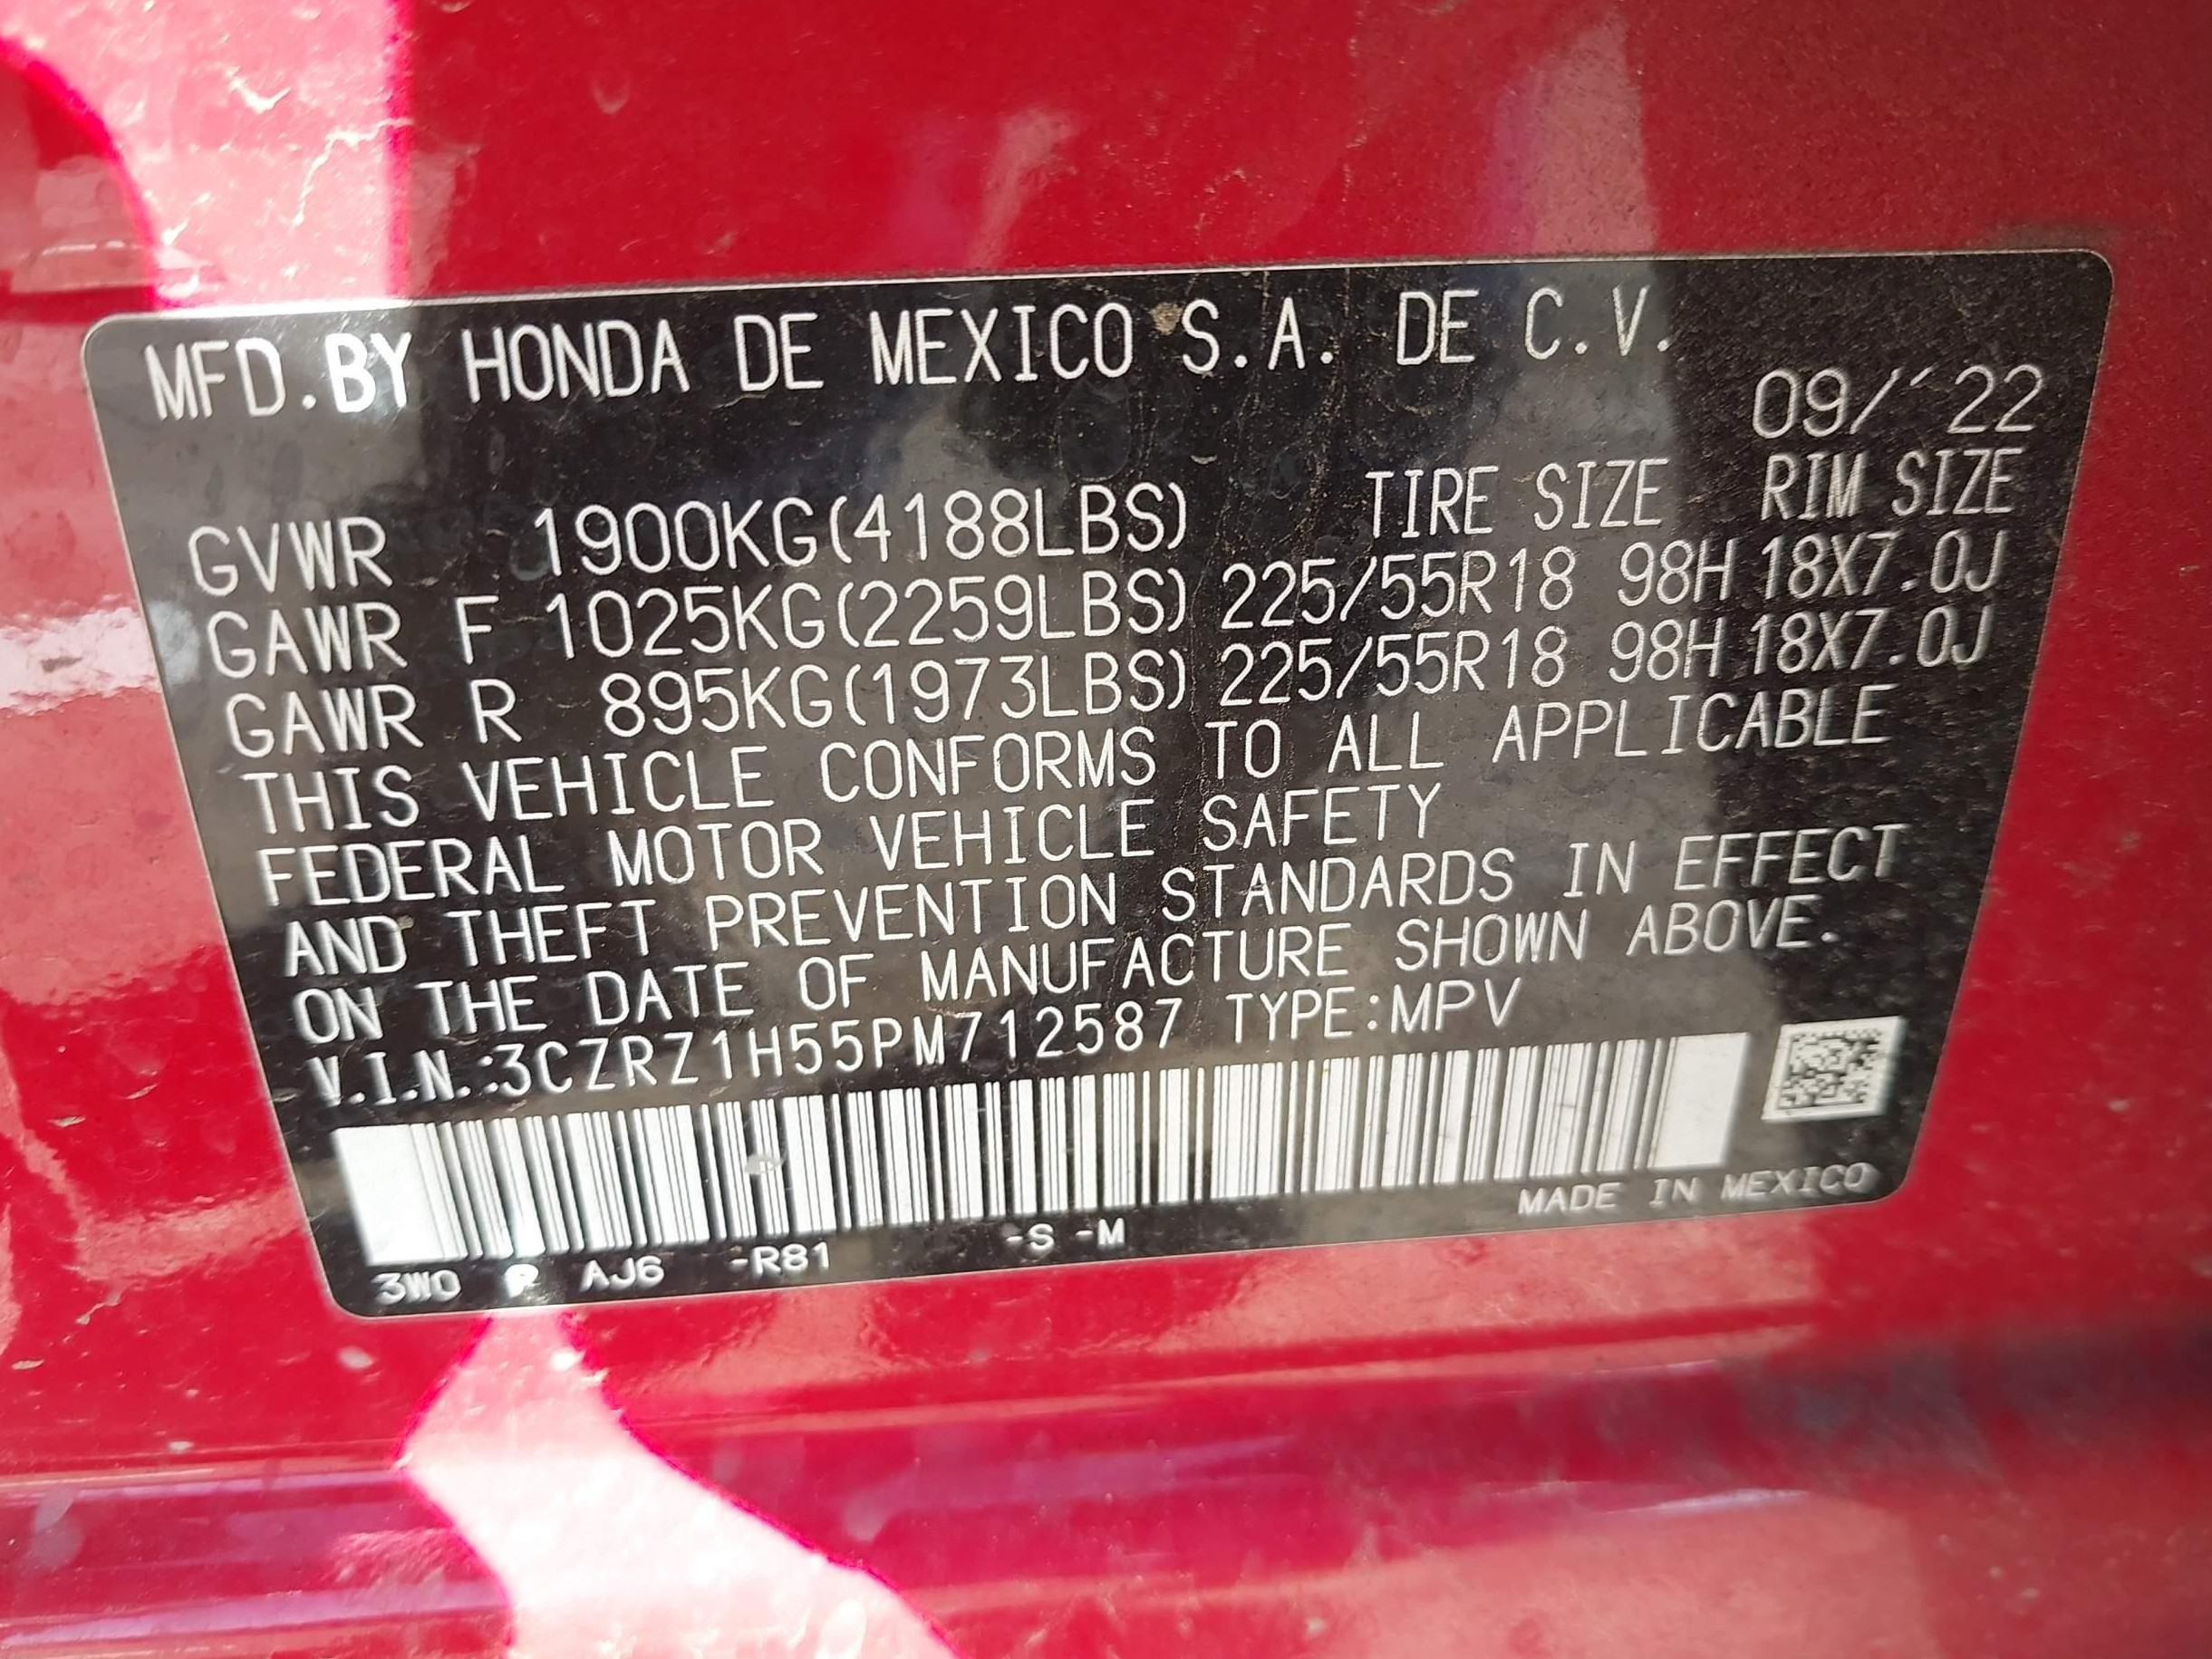 MFD.BY HONDA DE MEXICO S.A. DE C.V.
09/´22
GVWR 1900KG(4188LBS) TIRE SIZE RIM SIZE
GAWR F 1025KG(2259LBS) 225/55R18 98H 18X7.0J
GAWR R 895KG(1973LBS) 225/55R18 98H 18X7.0J
THIS VEHICLE CONFORMS TO ALL APPLICABLE
FEDERAL MOTOR VEHICLE SAFETY
AND THEFT PREVENTION STANDARDS IN EFFECT
ON THE DATE OF MANUFACTURE SHOWN ABOVE.
V.I.N.:3CZRZ1H55PM712587 TYPE:MPV
MADE IN MEXICO
3W0 AJ6 -R81 -S -M